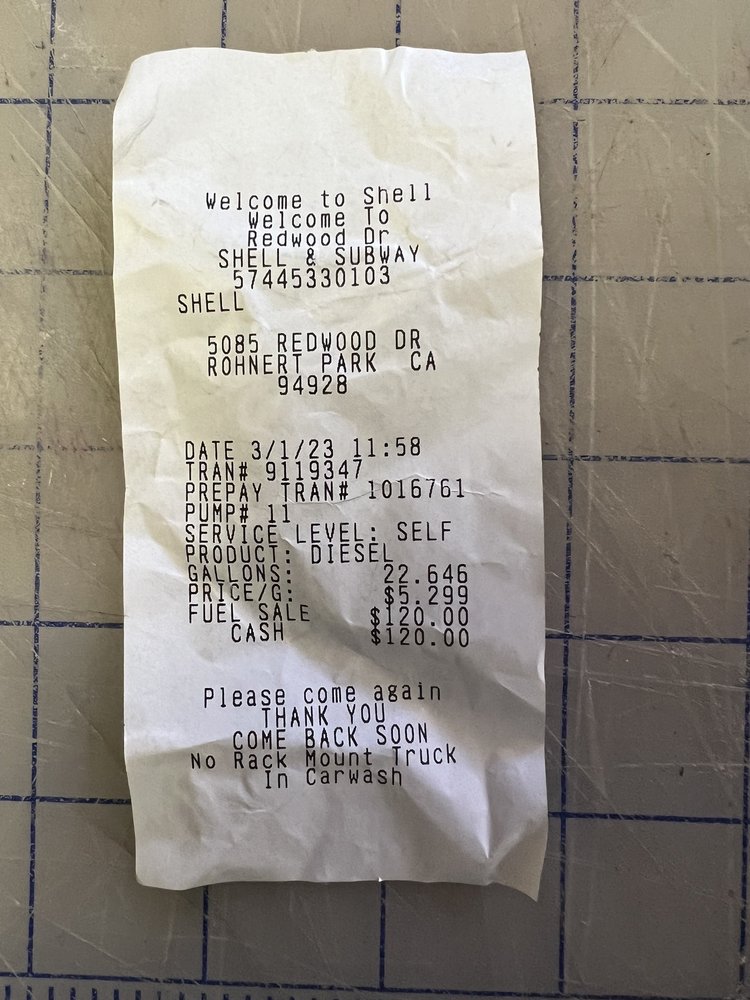 Welcome to Shell
Welcome To
Redwood Dr
SHELL & SUBWAY
57445330103
SHELL
5085 REDWOOD DR
ROHNERT PARK  CA
94928
DATE 3/1/23 11:58
TRAN# 9119347
PREPAY TRAN# 1016761
PUMP# 11
SERVICE LEVEL: SELF
PRODUCT: DIESEL
GALLONS: 22.646
PRICE/G: $5.299
FUEL SALE $120.00
CASH $120.00
Please come again
THANK YOU
COME BACK SOON
No Rack Mount Truck
In Carwash